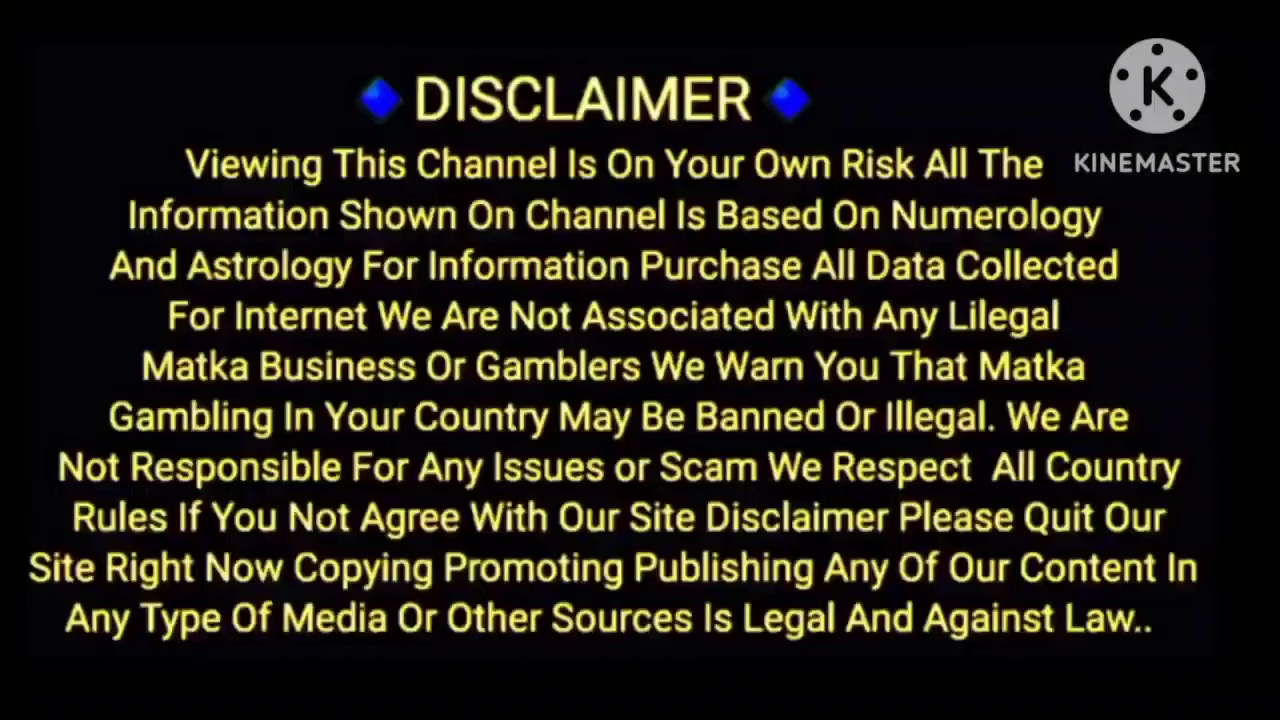 DISCLAIMER
KINEMASTER
Viewing This Channel Is On Your Own Risk All The
Information Shown On Channel Is Based On Numerology
And Astrology For Information Purchase All Data Collected
For Internet We Are Not Associated With Any Lilegal
Matka Business Or Gamblers We Warn You That Matka
Gambling In Your Country May Be Banned Or Illegal. We Are
Not Responsible For Any Issues or Scam We Respect All Country
Rules If You Not Agree With Our Site Disclaimer Please Quit Our
Site Right Now Copying Promoting Publishing Any Of Our Content In
Any Type Of Media Or Other Sources Is Legal And Against Law..